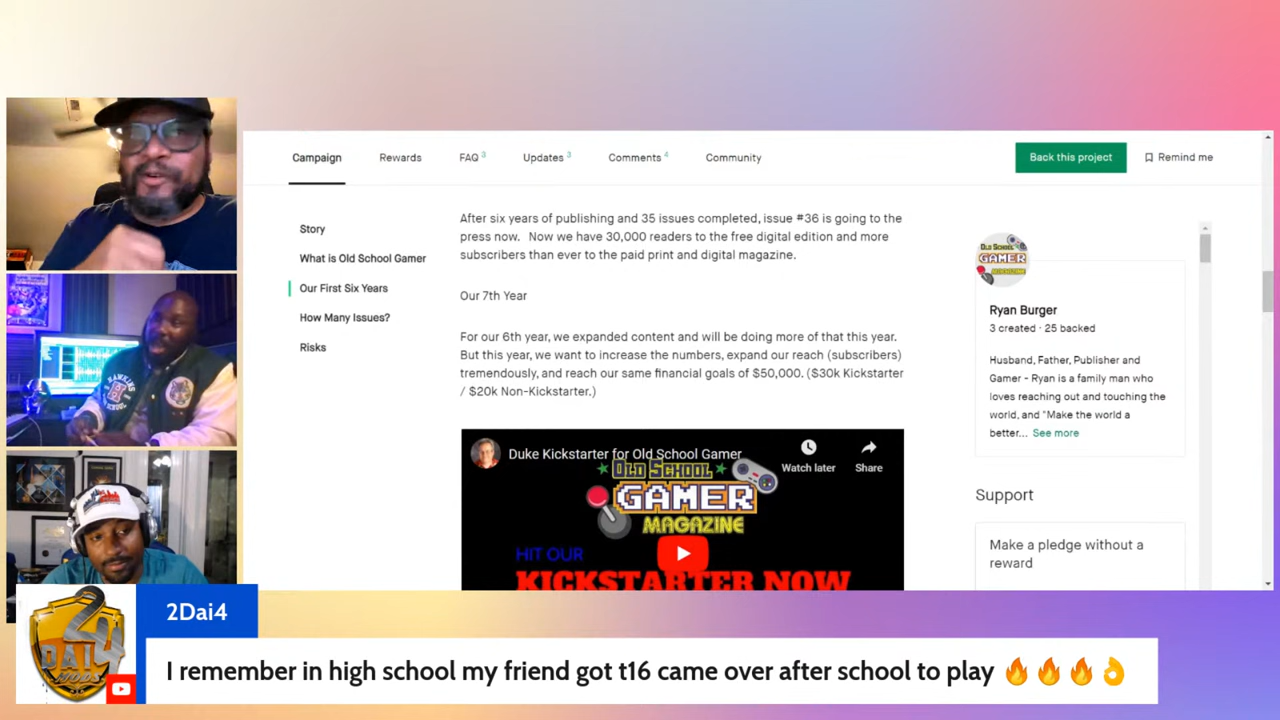 Campaign
Rewards
FAQ 3
Updates 3
Comments 4
Community
Back this project
Remind me
Story
What is Old School Gamer
Our First Six Years
How Many Issues?
Risks
After six years of publishing and 35 issues completed, issue #36 is going to the
press now. Now we have 30,000 readers to the free digital edition and more
subscribers than ever to the paid print and digital magazine.
Our 7th Year
For our 6th year, we expanded content and will be doing more of that this year.
But this year, we want to increase the numbers, expand our reach (subscribers)
tremendously, and reach our same financial goals of $50,000. ($30k Kickstarter
/ $20k Non-Kickstarter.)
Duke Kickstarter for Old School Gamer
Watch later
Share
OLD SCHOOL
GAMER
MAGAZINE
HIT OUR
KICKSTARTER NOW
OLD SCHOOL
GAMER
MAGAZINE
Ryan Burger
3 created · 25 backed
Husband, Father, Publisher and
Gamer - Ryan is a family man who
loves reaching out and touching the
world, and "Make the world a
better... See more
Support
Make a pledge without a
reward
24
DAI
MODS
2Dai4
I remember in high school my friend got t16 came over after school to play 🔥🔥🔥👌